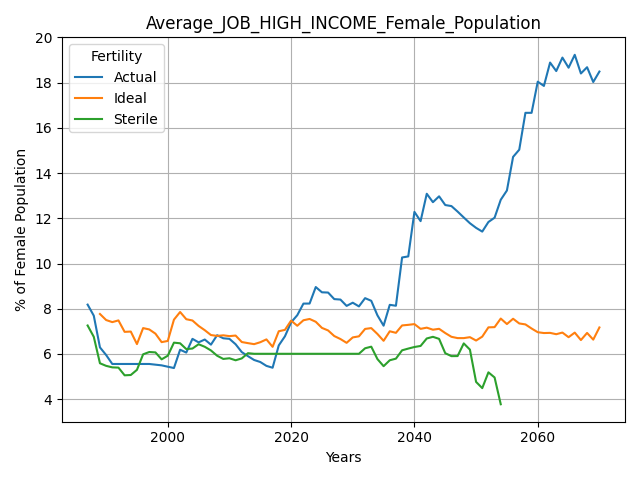 Average_JOB_HIGH_INCOME_Female_Population
Fertility
Actual
Ideal
Sterile
% of Female Population
20
18
16
14
12
10
8
6
4
2000 2020 2040 2060
Years